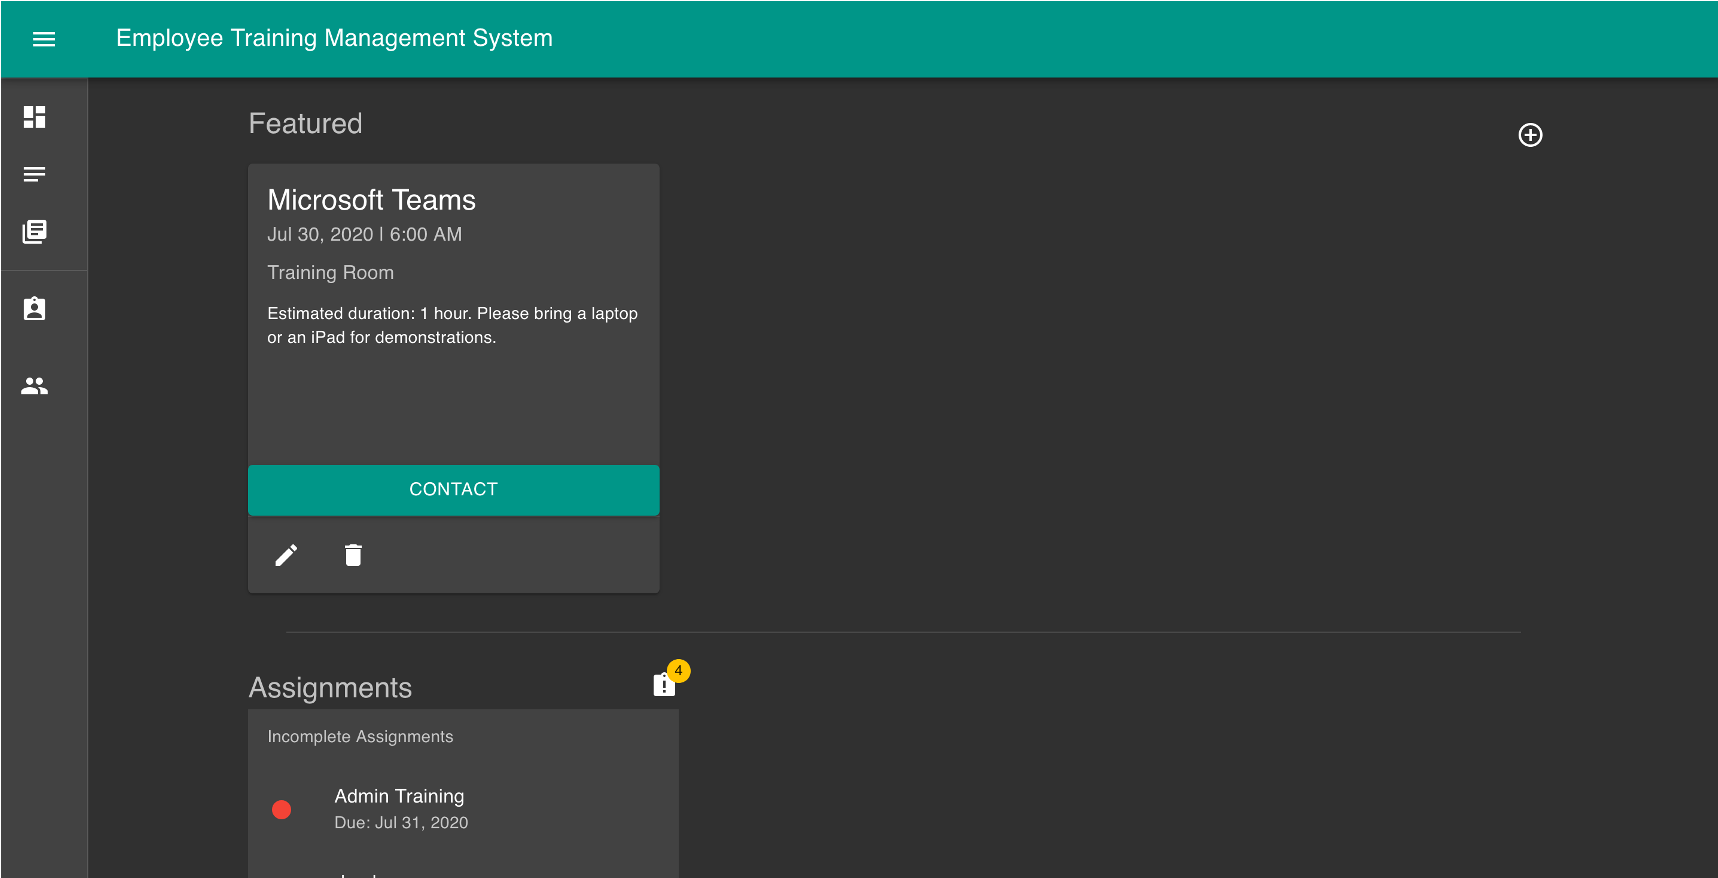 Employee Training Management System
Featured
Microsoft Teams
Jul 30, 2020 | 6:00 AM
Training Room
Estimated duration: 1 hour. Please bring a laptop
or an iPad for demonstrations.
CONTACT
4
Assignments
Incomplete Assignments
Admin Training
Due: Jul 31, 2020